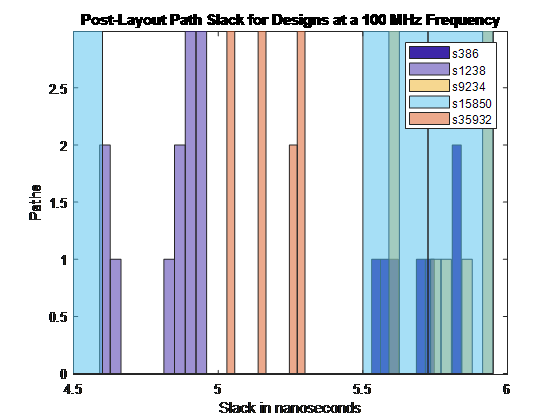 Post-Layout Path Slack for Designs at a 100 MHz Frequency
s386
s1238
s9234
s15850
s35932
2.5
2
1.5
1
0.5
0
Paths
4.5
5
5.5
6
Slack in nanoseconds